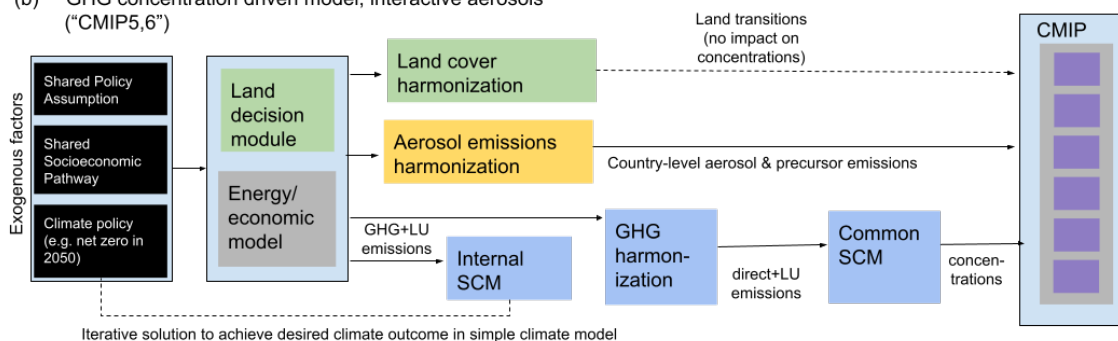 (b) GHG concentration driven model, interactive aerosols
("CMIP5,6")
Exogenous factors
Shared Policy
Assumption
Shared
Socioeconomic
Pathway
Climate policy
(e.g. net zero in
2050)
Land
decision
module
Energy/
economic
model
Land cover
harmonization
Land transitions
(no impact on
concentrations)
Aerosol emissions
harmonization
Country-level aerosol & precursor emissions
GHG+LU
emissions
Internal
SCM
GHG
harmon-
ization
direct+LU
emissions
Common
SCM
concen-
trations
CMIP
Iterative solution to achieve desired climate outcome in simple climate model